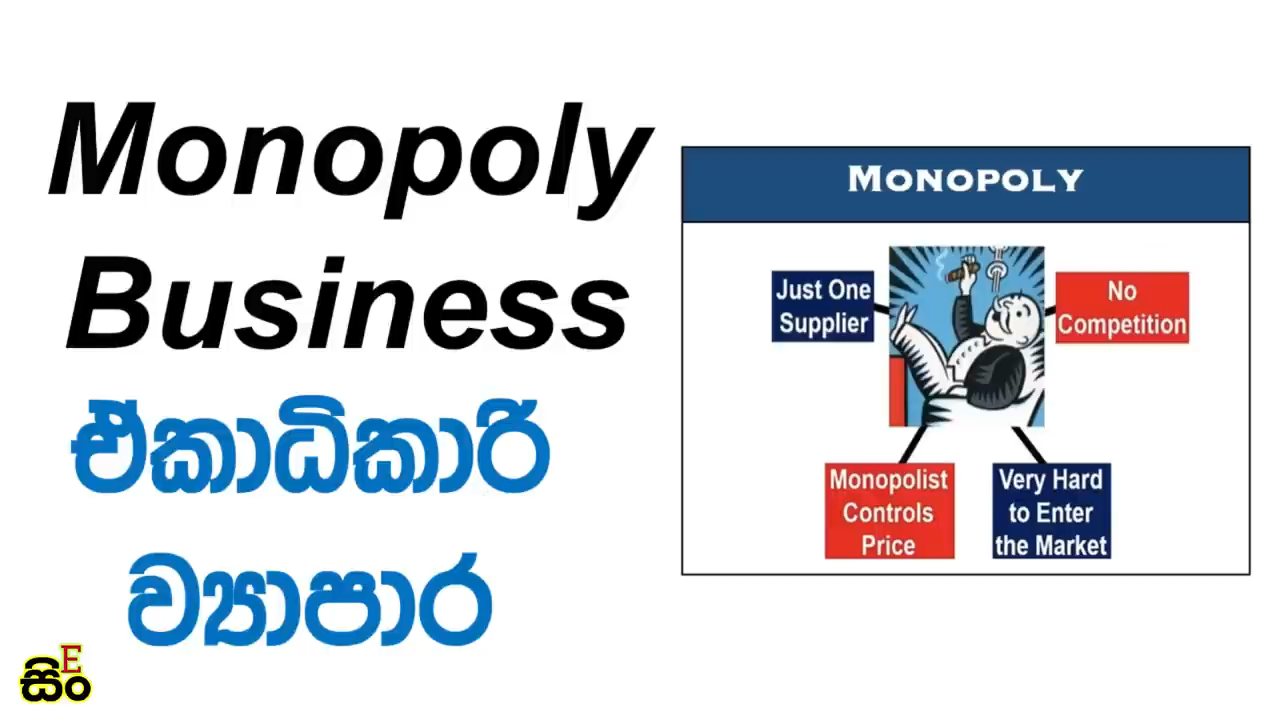 Monopoly
Business
ඒකාධිකාරී
ව්‍යාපාර
MONOPOLY
Just One
Supplier
No
Competition
Monopolist
Controls
Price
Very Hard
to Enter
the Market
E
සිං